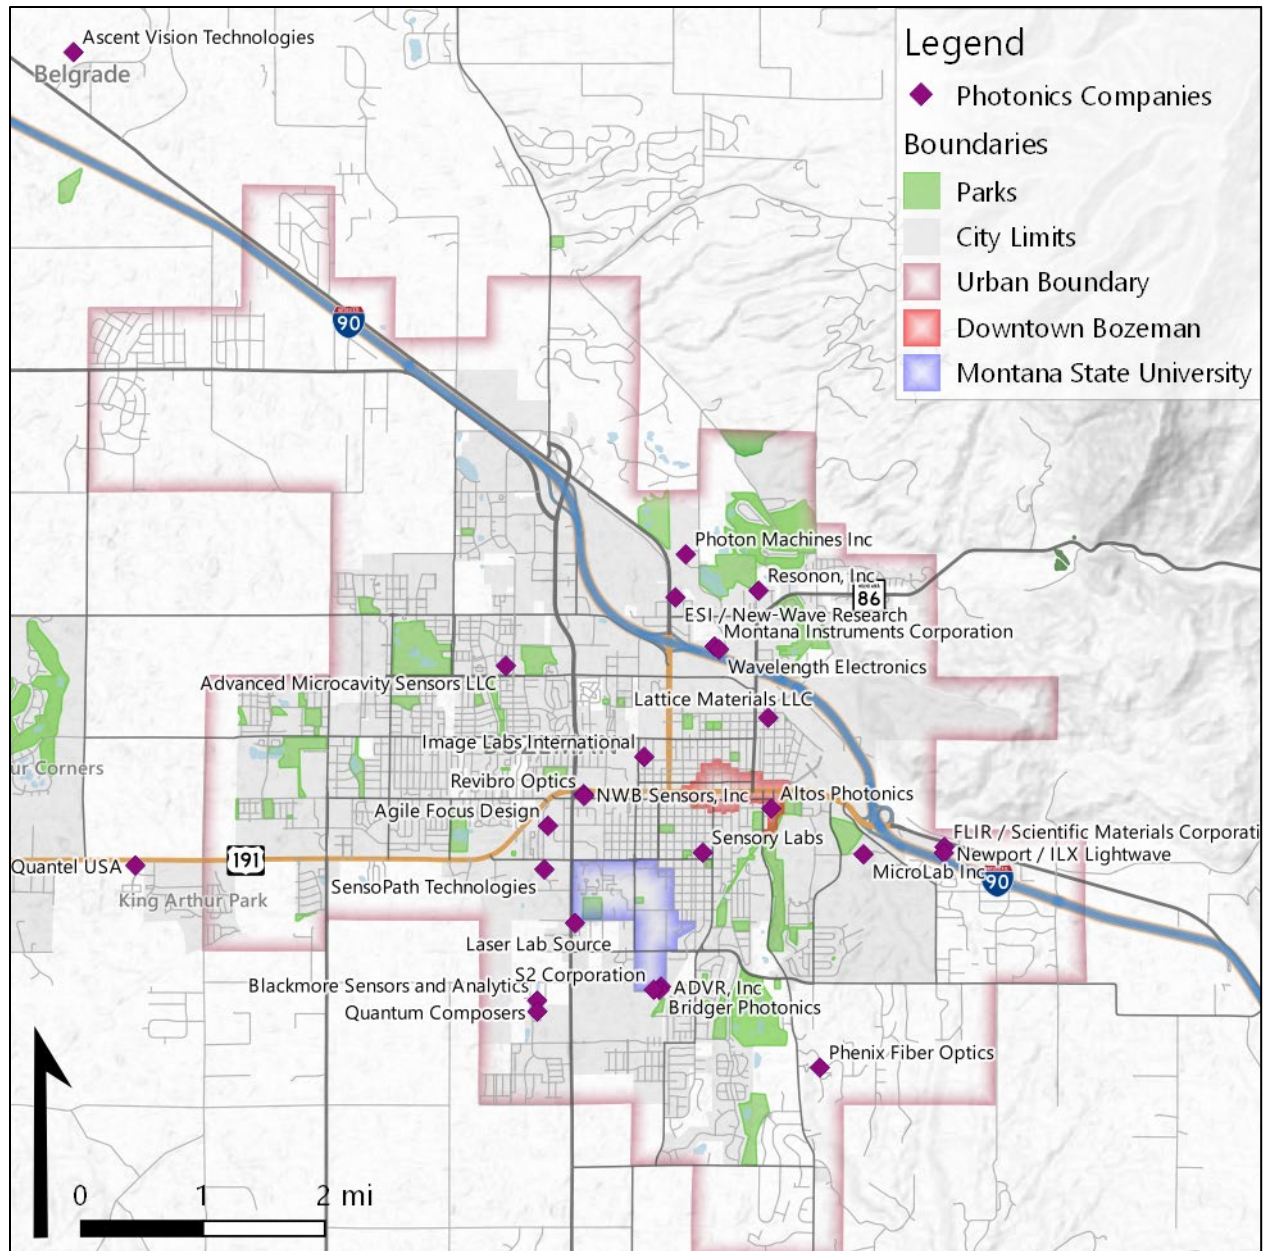 Ascent Vision Technologies
Belgrade
Legend
Photonics Companies
Boundaries
Parks
City Limits
Urban Boundary
Downtown Bozeman
Montana State University
90
Photon Machines Inc
Resonon, Inc
86
ESI / New-Wave Research
Montana Instruments Corporation
Wavelength Electronics
Advanced Microcavity Sensors LLC
Lattice Materials LLC
Image Labs International
ur Corners
Revibro Optics
NWB Sensors, Inc
Altos Photonics
Agile Focus Design
Sensory Labs
FLIR / Scientific Materials Corporati
Newport / ILX Lightwave
MicroLab Inc
90
Quantel USA
191
SensoPath Technologies
King Arthur Park
Laser Lab Source
S2 Corporation
Blackmore Sensors and Analytics
ADVR, Inc
Quantum Composers
Bridger Photonics
Phenix Fiber Optics
0 1 2 mi